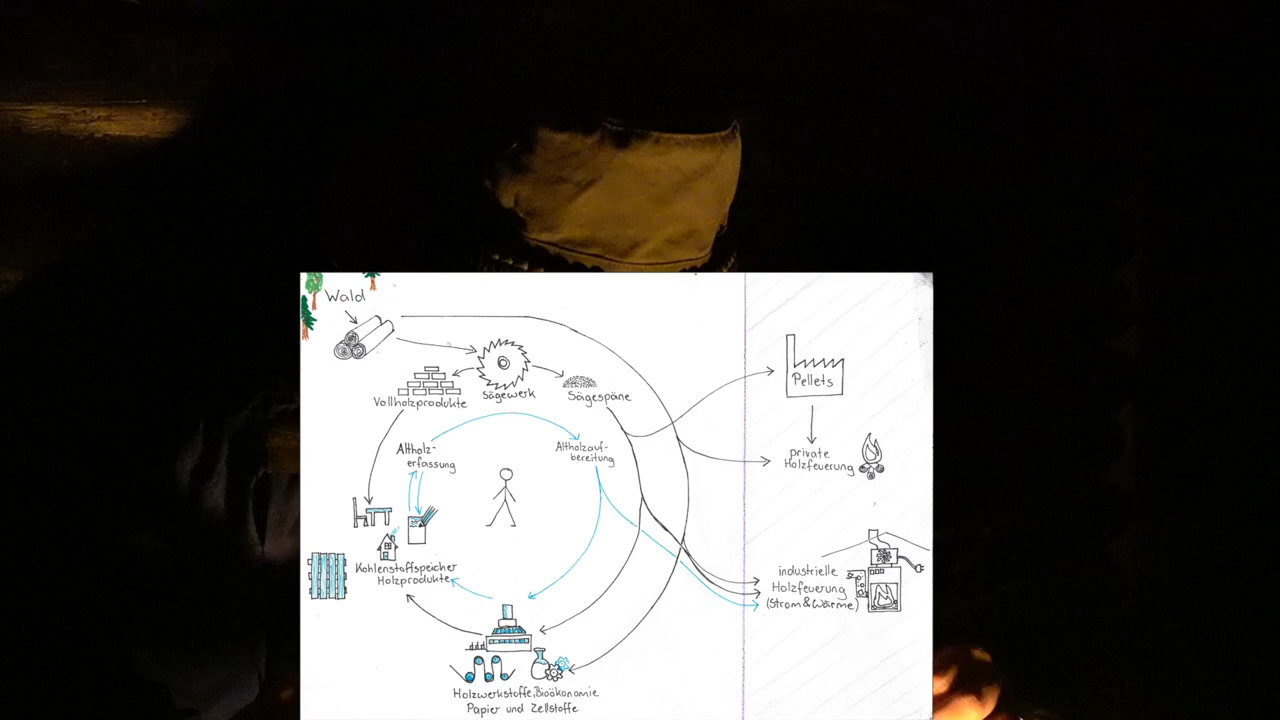 Wald
Sägewerk
Vollholzprodukte
Sägespäne
Altholz-
erfassung
Altholzauf-
bereitung
Kohlenstoffspeicher
Holzprodukte
Holzwerkstoffe, Bioökonomie
Papier und Zellstoffe
Pellets
private
Holzfeuerung
industrielle
Holzfeuerung
(Strom & Wärme)